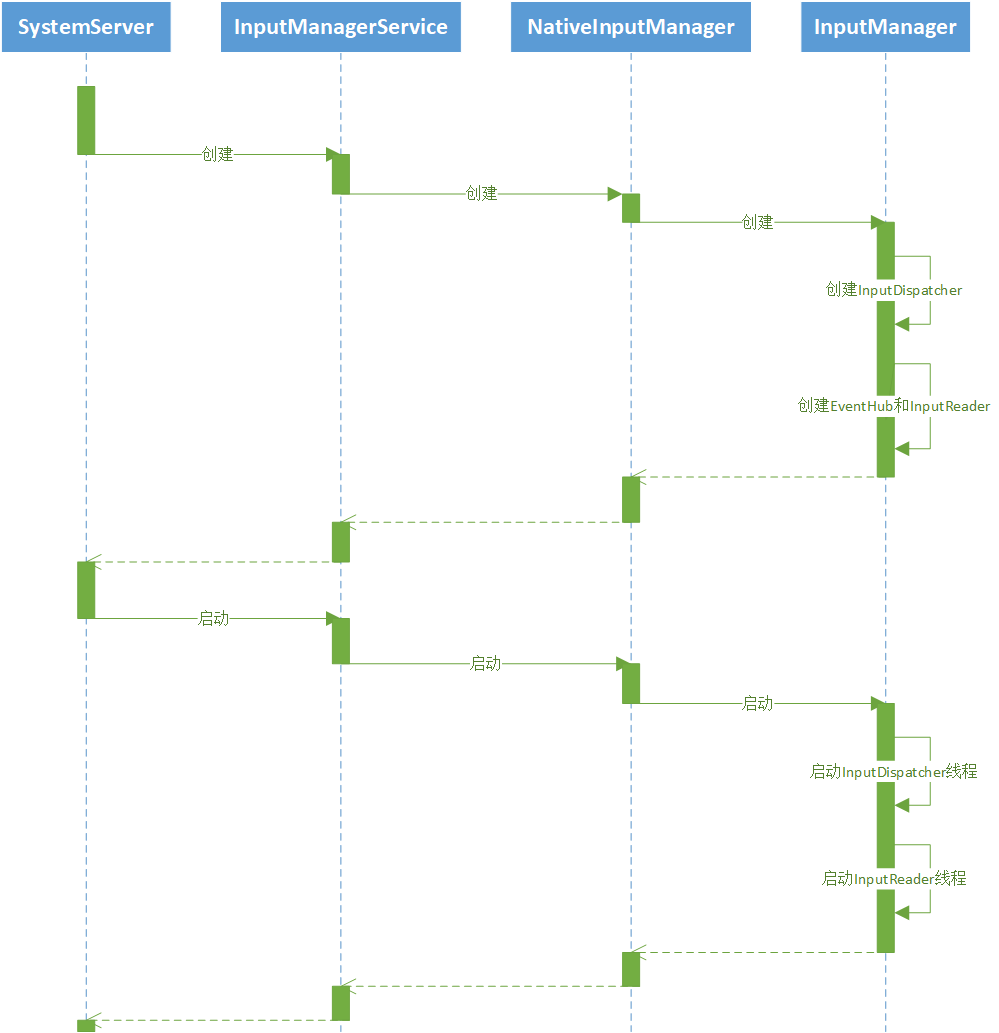 SystemServer
InputManagerService
NativeInputManager
InputManager
创建
创建
创建
创建InputDispatcher
创建EventHub和InputReader
启动
启动
启动
启动InputDispatcher线程
启动InputReader线程